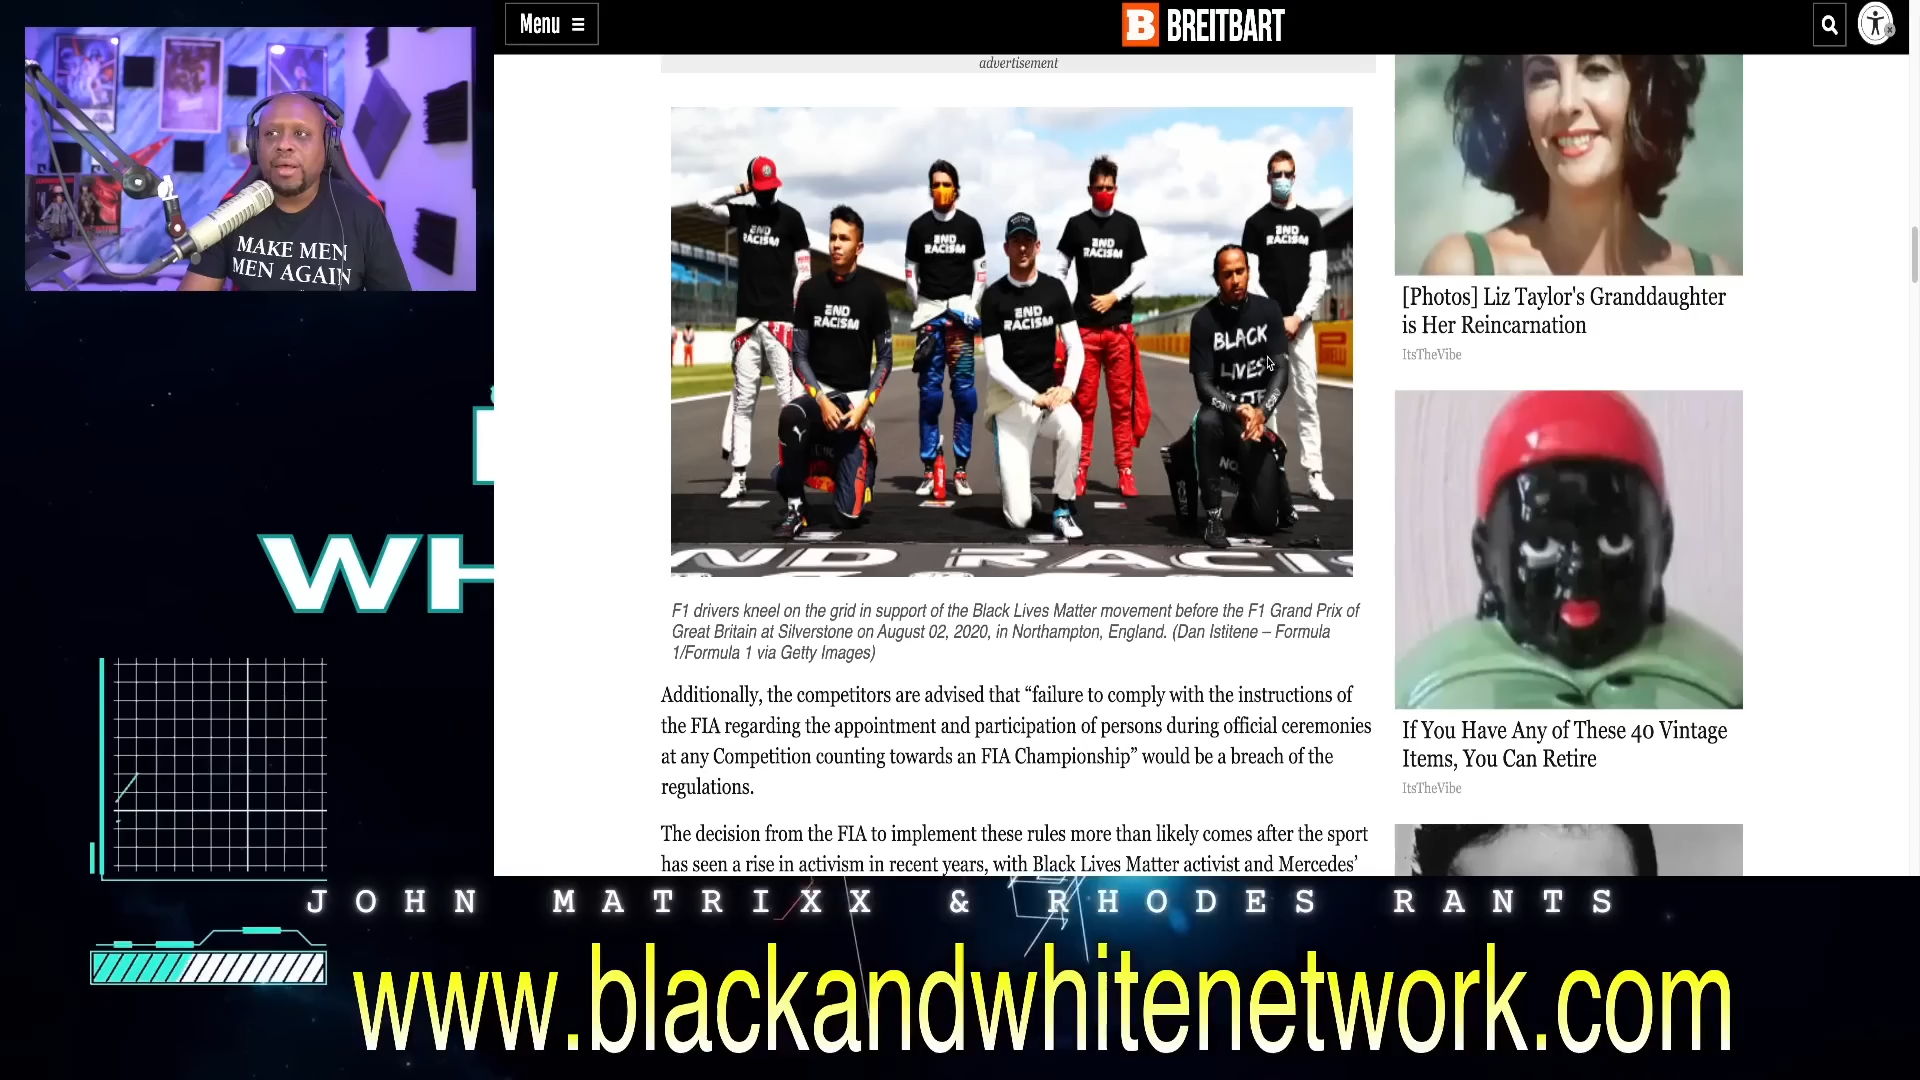 Menu
BREITBART
advertisement
MAKE MEN
MEN AGAIN
END
RACISM
END
RACISM
END
RACISM
END
RACISM
END
RACISM
END
RACISM
BLACK
LIVES
ND RACIS
WH
[Photos] Liz Taylor's Granddaughter
is Her Reincarnation
ItsTheVibe
F1 drivers kneel on the grid in support of the Black Lives Matter movement before the F1 Grand Prix of
Great Britain at Silverstone on August 02, 2020, in Northampton, England. (Dan Istitene – Formula
1/Formula 1 via Getty Images)
Additionally, the competitors are advised that “failure to comply with the instructions of
the FIA regarding the appointment and participation of persons during official ceremonies
at any Competition counting towards an FIA Championship” would be a breach of the
regulations.
The decision from the FIA to implement these rules more than likely comes after the sport
has seen a rise in activism in recent years, with Black Lives Matter activist and Mercedes’
If You Have Any of These 40 Vintage
Items, You Can Retire
ItsTheVibe
JOHN MATRIXX & RHODES RANTS
www.blackandwhitenetwork.com